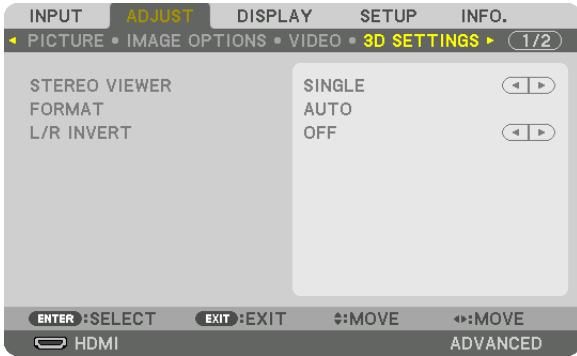 INPUT ADJUST DISPLAY SETUP INFO.
◄ PICTURE • IMAGE OPTIONS • VIDEO • 3D SETTINGS ► 1/2
STEREO VIEWER SINGLE ◄ ►
FORMAT AUTO
L/R INVERT OFF ◄ ►
ENTER :SELECT EXIT :EXIT ♦:MOVE ◄►:MOVE
HDMI ADVANCED